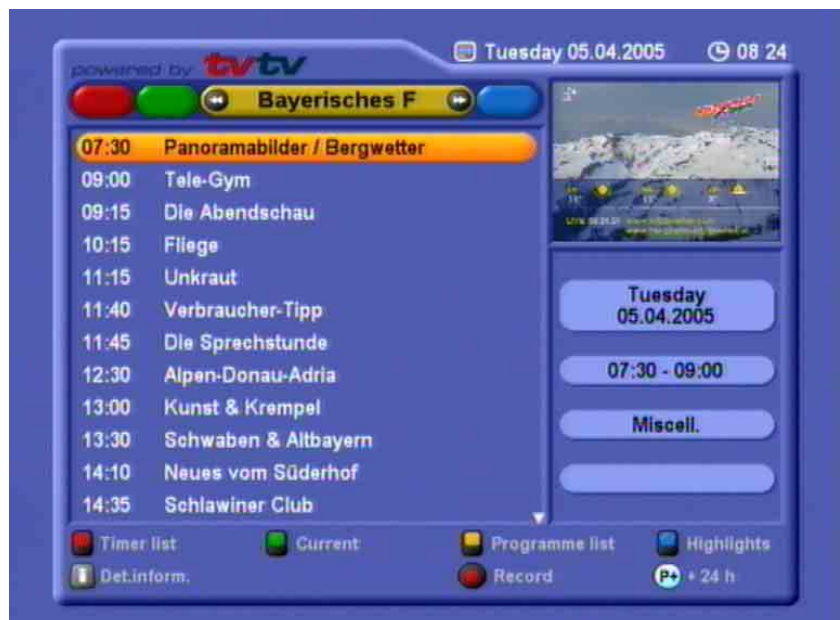 powered by tvtv
Tuesday 05.04.2005 08 24
Bayerisches F
07:30 Panoramabilder / Bergwetter
09:00 Tele-Gym
09:15 Die Abendschau
10:15 Fliege
11:15 Unkraut
11:40 Verbraucher-Tipp
11:45 Die Sprechstunde
12:30 Alpen-Donau-Adria
13:00 Kunst & Krempel
13:30 Schwaben & Altbayern
14:10 Neues vom Süderhof
14:35 Schlawiner Club
Tuesday
05.04.2005
07:30 - 09:00
Miscell.
Timer list Current Programme list Highlights
Det.inform. Record P+ + 24 h